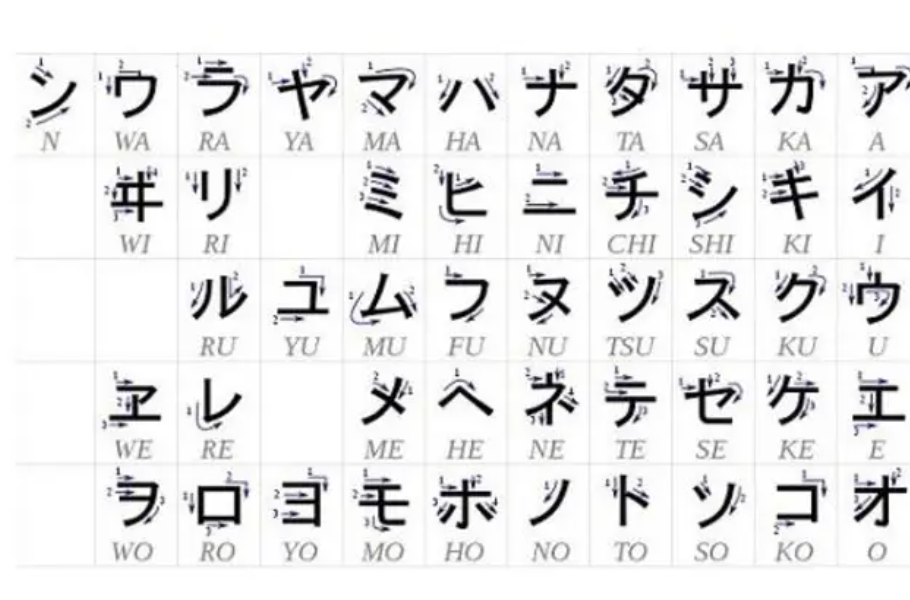 ン ワ ラ ヤ マ ハ ナ タ サ カ ア
N WA RA YA MA HA NA TA SA KA A
ヰ リ ミ ヒ ニ チ シ キ イ
WI RI MI HI NI CHI SHI KI I
ル ユ ム フ ヌ ツ ス ク ウ
RU YU MU FU NU TSU SU KU U
ヱ レ メ ヘ ネ テ セ ケ エ
WE RE ME HE NE TE SE KE E
ヲ ロ ヨ モ ホ ノ ト ソ コ オ
WO RO YO MO HO NO TO SO KO O